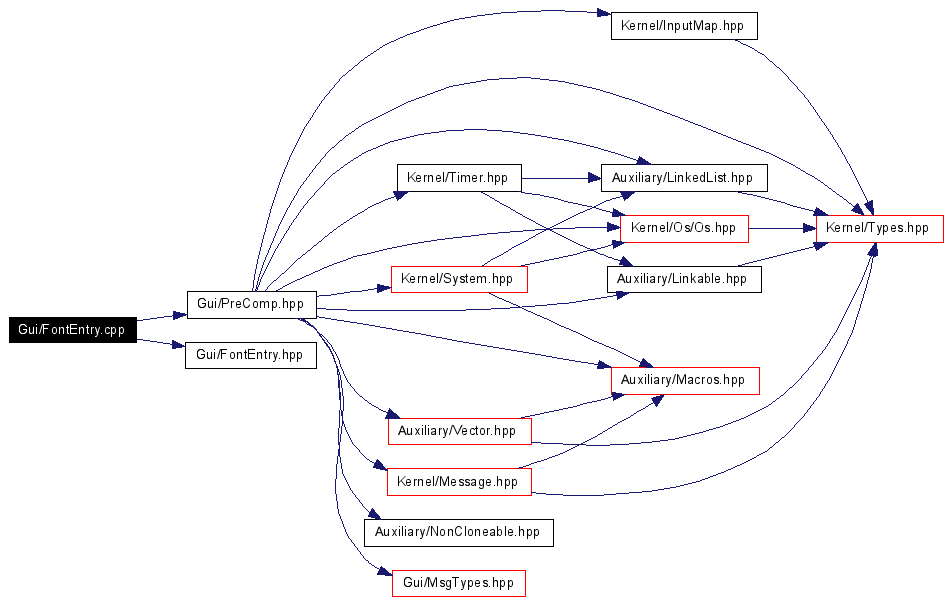 Kernel/InputMap.hpp
Kernel/Timer.hpp
Auxiliary/LinkedList.hpp
Kernel/Os/Os.hpp
Kernel/Types.hpp
Kernel/System.hpp
Auxiliary/Linkable.hpp
Gui/PreComp.hpp
Gui/FontEntry.cpp
Gui/FontEntry.hpp
Auxiliary/Macros.hpp
Auxiliary/Vector.hpp
Kernel/Message.hpp
Auxiliary/NonCloneable.hpp
Gui/MsgTypes.hpp